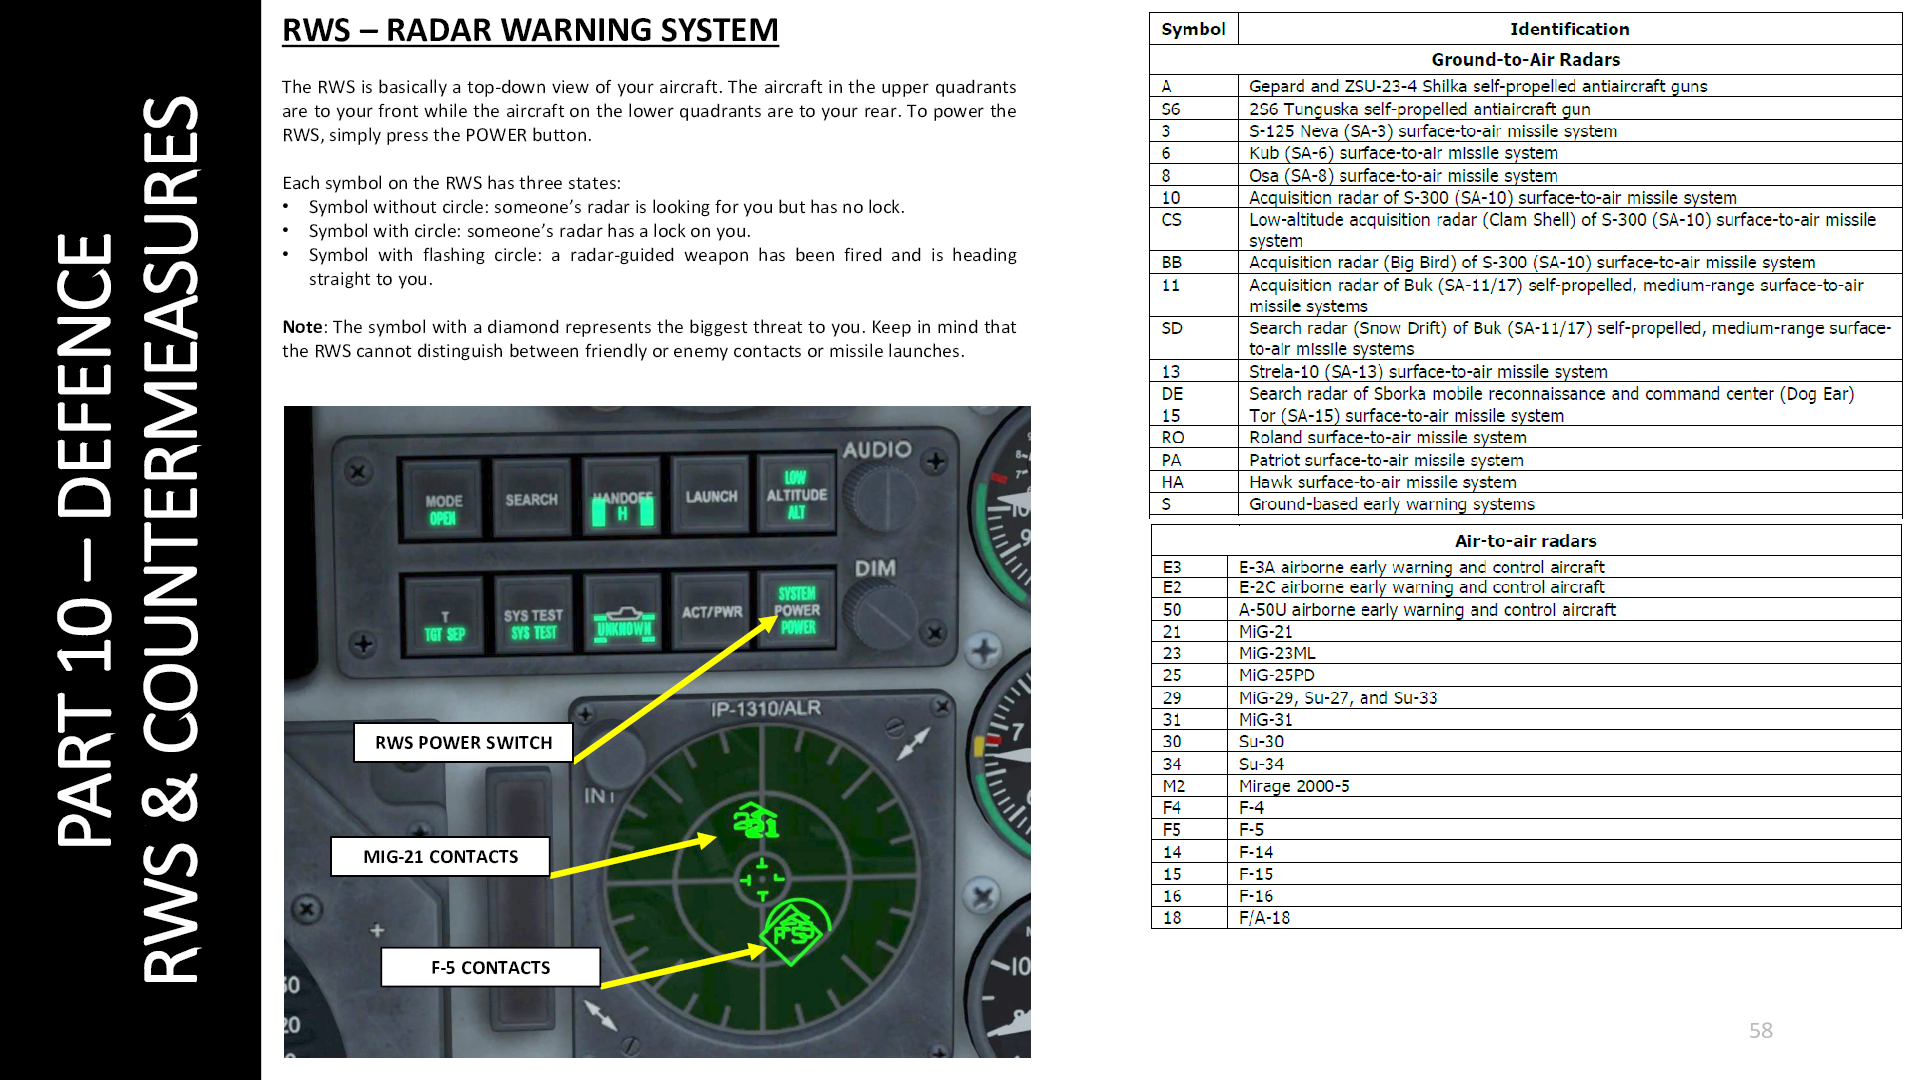 PART 10 – DEFENCE
RWS & COUNTERMEASURES
RWS – RADAR WARNING SYSTEM
The RWS is basically a top-down view of your aircraft. The aircraft in the upper quadrants
are to your front while the aircraft on the lower quadrants are to your rear. To power the
RWS, simply press the POWER button.
Each symbol on the RWS has three states:
• Symbol without circle: someone’s radar is looking for you but has no lock.
• Symbol with circle: someone’s radar has a lock on you.
• Symbol with flashing circle: a radar-guided weapon has been fired and is heading
straight to you.
Note: The symbol with a diamond represents the biggest threat to you. Keep in mind that
the RWS cannot distinguish between friendly or enemy contacts or missile launches.
AUDIO
MODE
OPEN
SEARCH
HANDOFF
H
LAUNCH
LOW
ALTITUDE
ALT
DIM
T
TGT SEP
SYS TEST
SYS TEST
UNKNOWN
ACT/PWR
SYSTEM
POWER
POWER
IP-1310/ALR
INT
RWS POWER SWITCH
MIG-21 CONTACTS
21
F-5 CONTACTS
F5
Symbol Identification
Ground-to-Air Radars
A Gepard and ZSU-23-4 Shilka self-propelled antiaircraft guns
S6 2S6 Tunguska self-propelled antiaircraft gun
3 S-125 Neva (SA-3) surface-to-air missile system
6 Kub (SA-6) surface-to-air missile system
8 Osa (SA-8) surface-to-air missile system
10 Acquisition radar of S-300 (SA-10) surface-to-air missile system
CS Low-altitude acquisition radar (Clam Shell) of S-300 (SA-10) surface-to-air missile
system
BB Acquisition radar (Big Bird) of S-300 (SA-10) surface-to-air missile system
11 Acquisition radar of Buk (SA-11/17) self-propelled, medium-range surface-to-air
missile systems
SD Search radar (Snow Drift) of Buk (SA-11/17) self-propelled, medium-range surface-
to-air missile systems
13 Strela-10 (SA-13) surface-to-air missile system
DE Search radar of Sborka mobile reconnaissance and command center (Dog Ear)
15 Tor (SA-15) surface-to-air missile system
RO Roland surface-to-air missile system
PA Patriot surface-to-air missile system
HA Hawk surface-to-air missile system
S Ground-based early warning systems
Air-to-air radars
E3 E-3A airborne early warning and control aircraft
E2 E-2C airborne early warning and control aircraft
50 A-50U airborne early warning and control aircraft
21 MiG-21
23 MiG-23ML
25 MiG-25PD
29 MiG-29, Su-27, and Su-33
31 MiG-31
30 Su-30
34 Su-34
M2 Mirage 2000-5
F4 F-4
F5 F-5
14 F-14
15 F-15
16 F-16
18 F/A-18
58